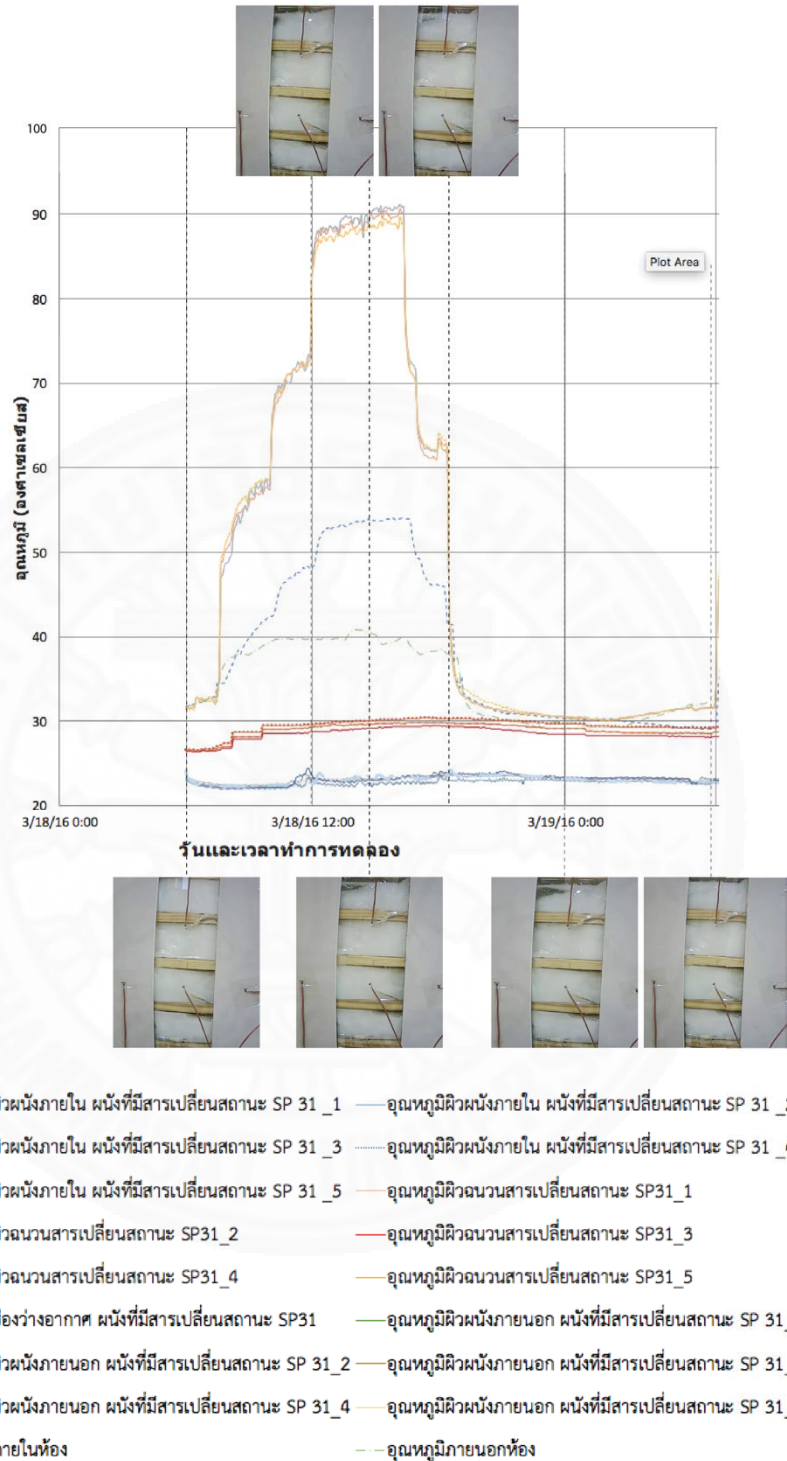 100
90
Plot Area
80
70
60
50
40
30
20
อุณหภูมิ (องศาเซลเซียส)
3/18/16 0:00 3/18/16 12:00 3/19/16 0:00
วันและเวลาทำการทดลอง
ผนังภายใน ผนังที่มีสารเปลี่ยนสถานะ SP 31 _1 อุณหภูมิผิวผนังภายใน ผนังที่มีสารเปลี่ยนสถานะ SP 31
ผนังภายใน ผนังที่มีสารเปลี่ยนสถานะ SP 31 _3 อุณหภูมิผิวผนังภายใน ผนังที่มีสารเปลี่ยนสถานะ SP 31
ผนังภายใน ผนังที่มีสารเปลี่ยนสถานะ SP 31 _5 อุณหภูมิผิวฉนวนสารเปลี่ยนสถานะ SP31_1
ฉนวนสารเปลี่ยนสถานะ SP31_2 อุณหภูมิผิวฉนวนสารเปลี่ยนสถานะ SP31_3
ฉนวนสารเปลี่ยนสถานะ SP31_4 อุณหภูมิผิวฉนวนสารเปลี่ยนสถานะ SP31_5
ช่องว่างอากาศ ผนังที่มีสารเปลี่ยนสถานะ SP31 อุณหภูมิผิวผนังภายนอก ผนังที่มีสารเปลี่ยนสถานะ SP 31_
ผนังภายนอก ผนังที่มีสารเปลี่ยนสถานะ SP 31_2 อุณหภูมิผิวผนังภายนอก ผนังที่มีสารเปลี่ยนสถานะ SP 31_
ผนังภายนอก ผนังที่มีสารเปลี่ยนสถานะ SP 31_4 อุณหภูมิผิวผนังภายนอก ผนังที่มีสารเปลี่ยนสถานะ SP 31_
ภายในห้อง อุณหภูมิภายนอกห้อง